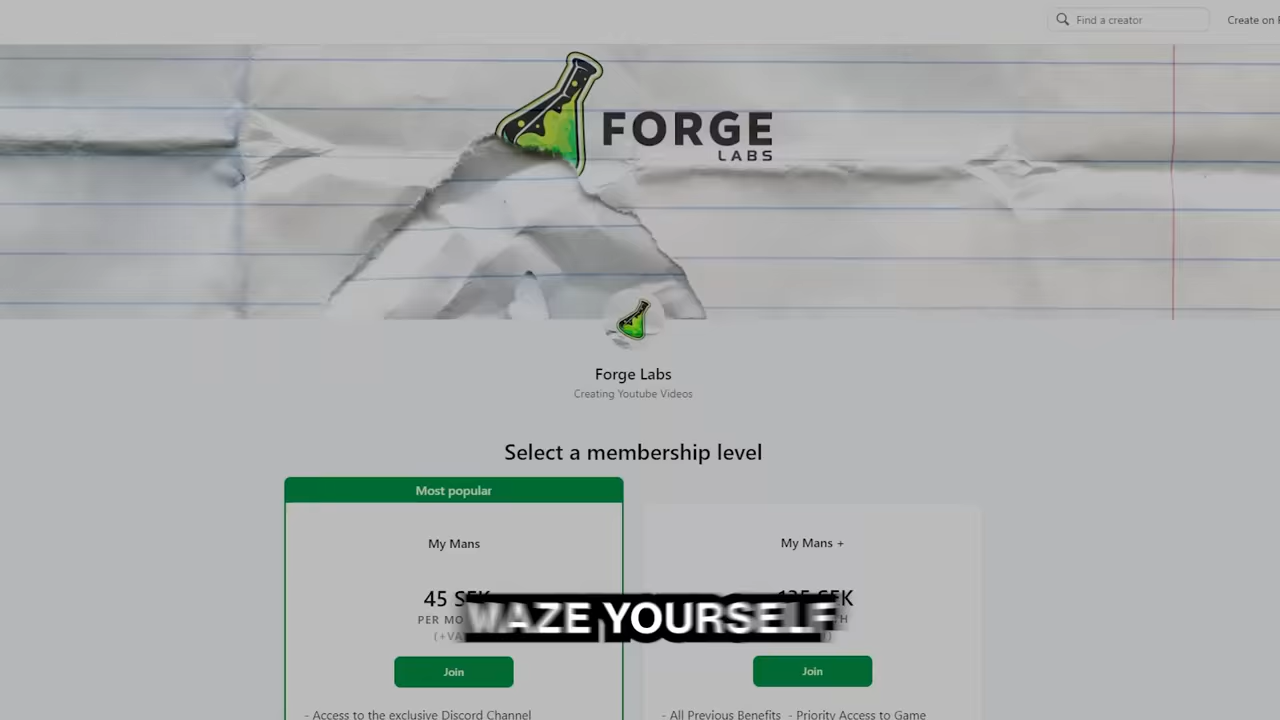 Find a creator
Create on
FORGE
LABS
Forge Labs
Creating Youtube Videos
Select a membership level
Most popular
My Mans
My Mans +
45
WAZE YOURSELF
Join
Join
- Access to the exclusive Discord Channel
- All Previous Benefits - Priority Access to Game